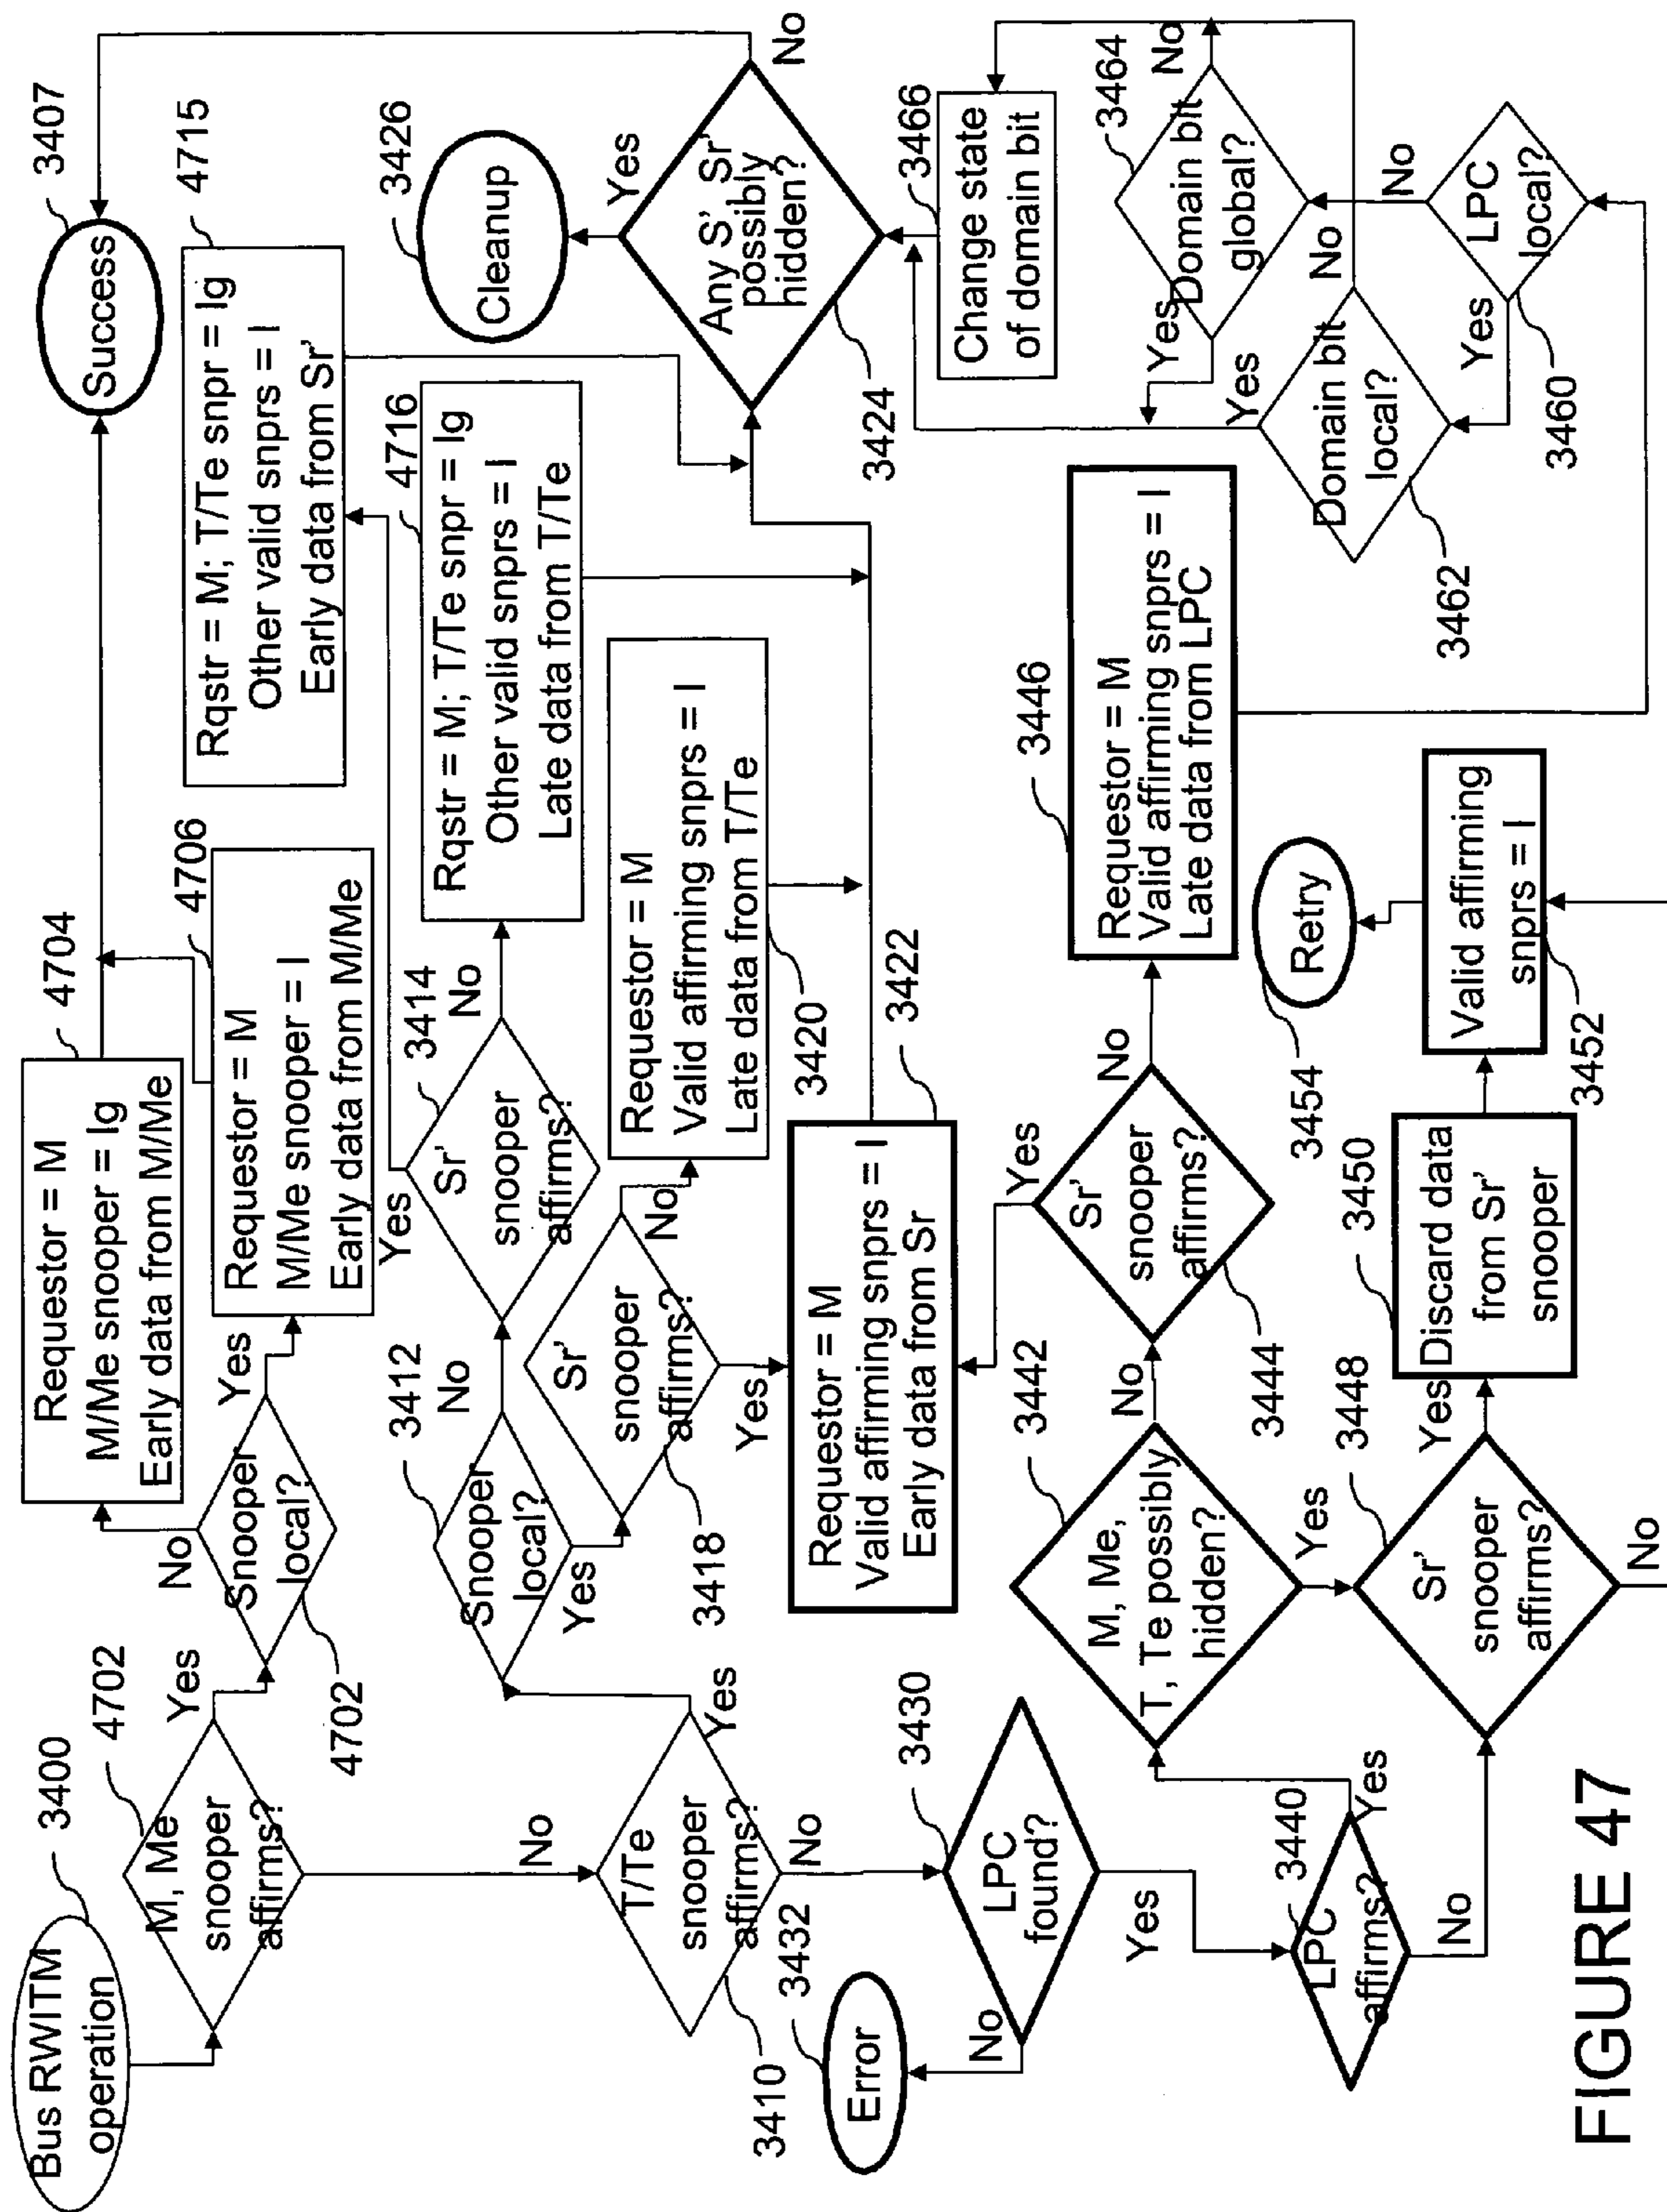 Bus RWITM
operation
3400
M, Me
snooper
affirms?
4702
Yes
No
Snooper
local?
4702
No
Yes
Requestor = M
M/Me snooper = Ig
Early data from M/Me
4704
Requestor = M
M/Me snooper = I
Early data from M/Me
4706
Success
3407
T/Te
snooper
affirms?
3410
Yes
No
Snooper
local?
3412
No
Yes
Sr'
snooper
affirms?
3414
Yes
No
Rqstr = M; T/Te snpr = Ig
Other valid snprs = I
Early data from Sr'
4715
Rqstr = M; T/Te snpr = Ig
Other valid snprs = I
Late data from T/Te
4716
Sr'
snooper
affirms?
3418
No
Yes
Requestor = M
Valid affirming snprs = I
Late data from T/Te
3420
Requestor = M
Valid affirming snprs = I
Early data from Sr
3422
Any S' Sr'
possibly
hidden?
3424
Yes
No
Cleanup
3426
LPC
found?
3430
No
Yes
Error
3432
LPC
affirms?
3440
Yes
No
M, Me,
T, Te possibly
hidden?
3442
No
Yes
Sr'
snooper
affirms?
3444
Yes
No
Requestor = M
Valid affirming snprs = I
Late data from LPC
3446
Sr'
snooper
affirms?
3448
Yes
No
Discard data
from Sr'
snooper
3450
Valid affirming
snprs = I
3452
Retry
3454
LPC
local?
3460
Yes
No
Domain bit
local?
3462
Yes
No
Domain bit
global?
3464
Yes
No
Change state
of domain bit
3466
FIGURE 47